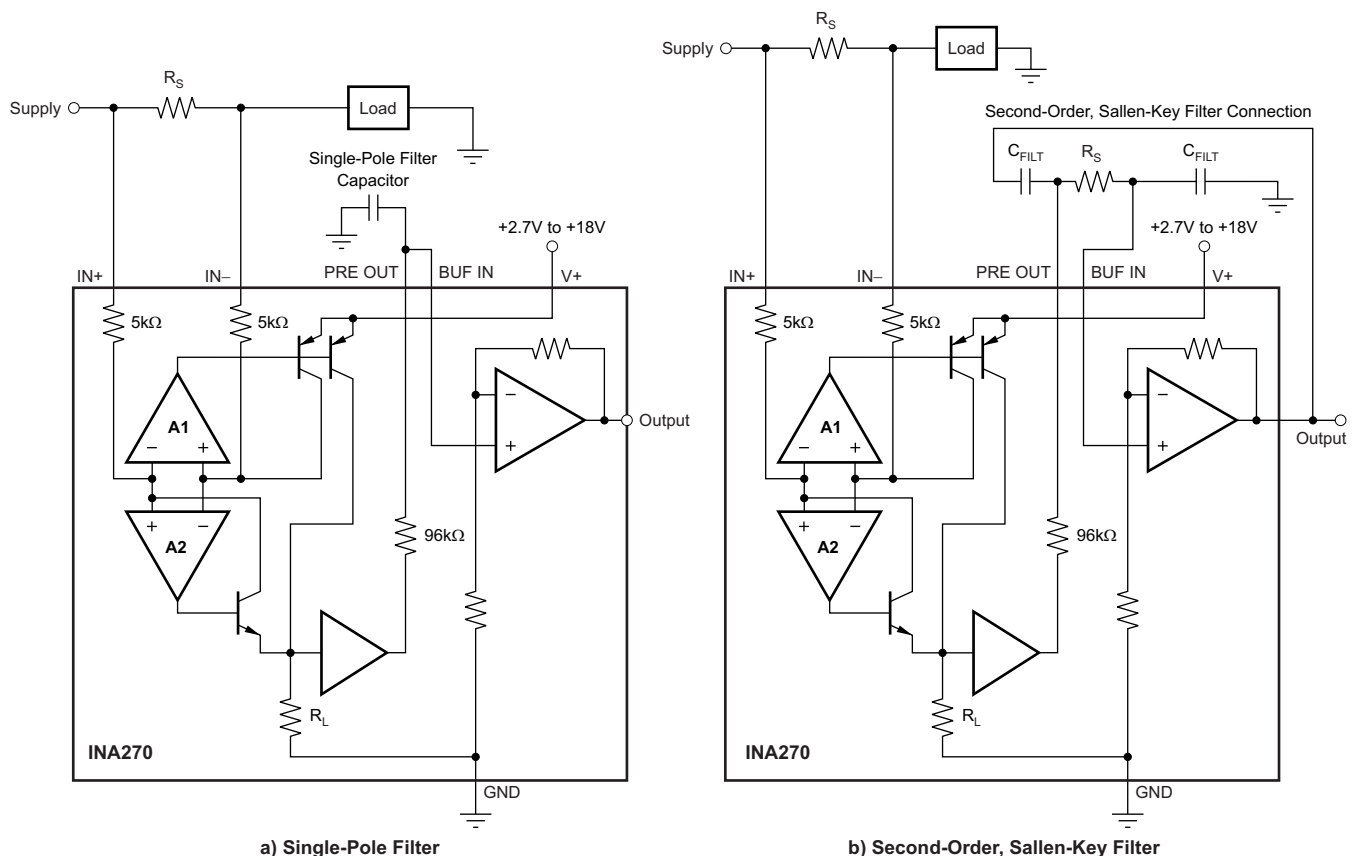 R_S
Supply
Load
Single-Pole Filter
Capacitor
+2.7V to +18V
IN+
IN−
PRE OUT
BUF IN
V+
5kΩ
5kΩ
A1
−
+
−
+
Output
+
−
A2
96kΩ
R_L
INA270
GND
a) Single-Pole Filter
R_S
Supply
Load
Second-Order, Sallen-Key Filter Connection
C_FILT
R_S
C_FILT
+2.7V to +18V
IN+
IN−
PRE OUT
BUF IN
V+
5kΩ
5kΩ
A1
−
+
−
+
Output
+
−
A2
96kΩ
R_L
INA270
GND
b) Second-Order, Sallen-Key Filter